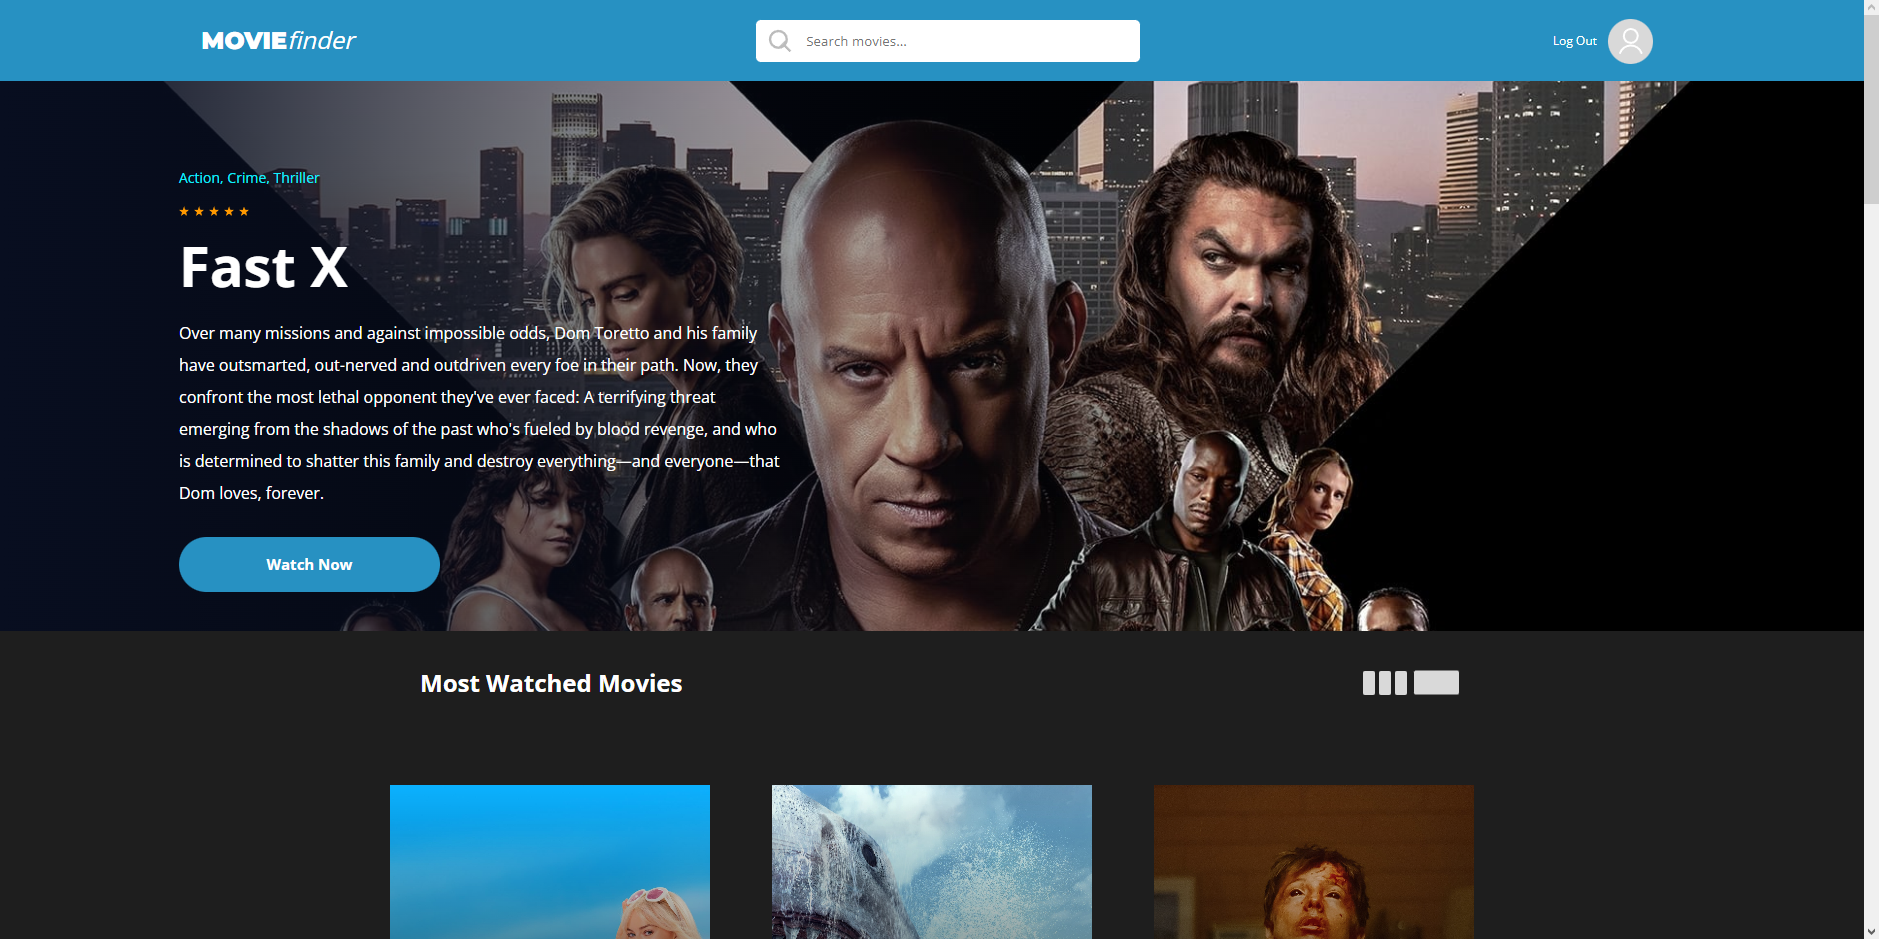 MOVIEfinder
Search movies...
Log Out
Action, Crime, Thriller
★ ★ ★ ★ ★
Fast X
Over many missions and against impossible odds, Dom Toretto and his family
have outsmarted, out-nerved and outdriven every foe in their path. Now, they
confront the most lethal opponent they've ever faced: A terrifying threat
emerging from the shadows of the past who's fueled by blood revenge, and who
is determined to shatter this family and destroy everything—and everyone—that
Dom loves, forever.
Watch Now
Most Watched Movies